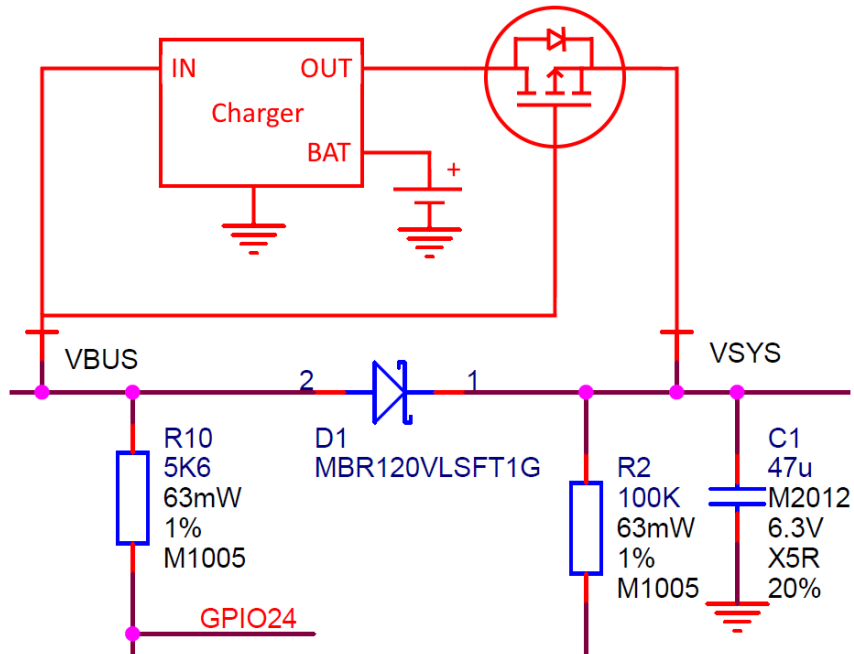 IN
OUT
Charger
BAT
+
VBUS
VSYS
2
1
R10
5K6
63mW
1%
M1005
D1
MBR120VLSFT1G
R2
100K
63mW
1%
M1005
C1
47u
M2012
6.3V
X5R
20%
GPIO24